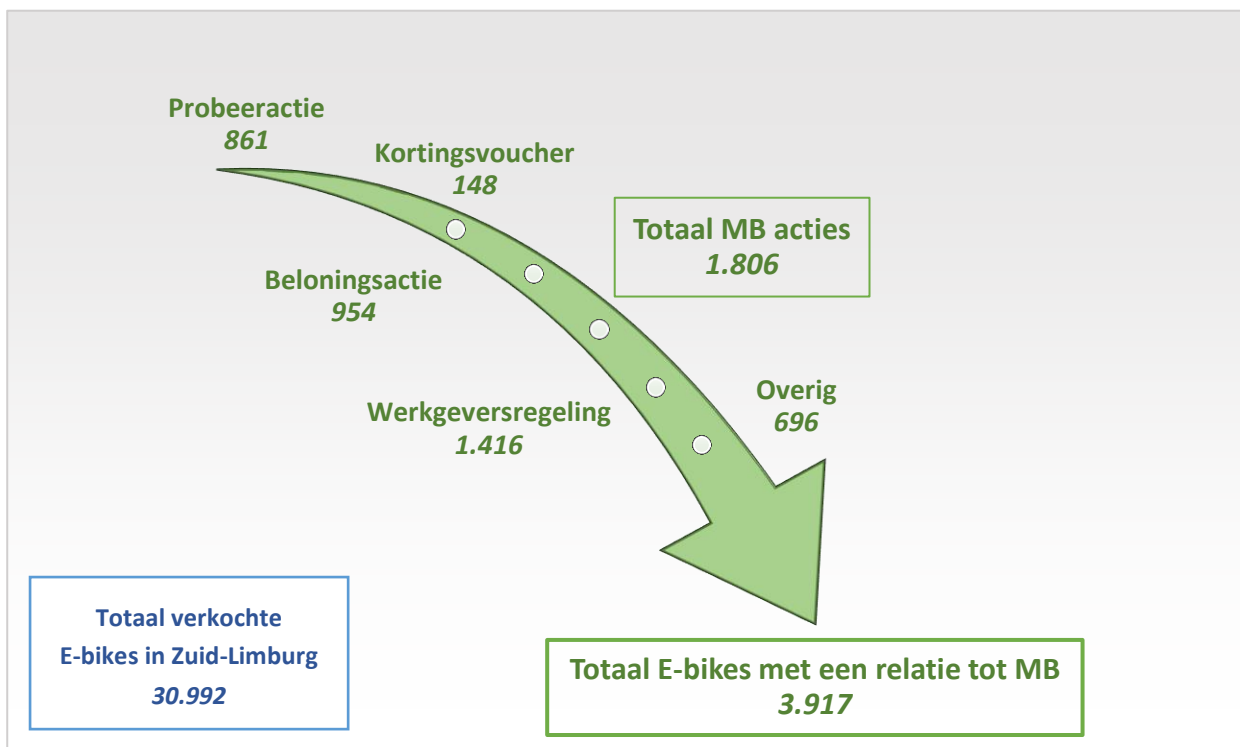 Probeeractie
861
Kortingsvoucher
148
Totaal MB acties
1.806
Beloningsactie
954
Overig
696
Werkgeversregeling
1.416
Totaal verkochte
E-bikes in Zuid-Limburg
30.992
Totaal E-bikes met een relatie tot MB
3.917